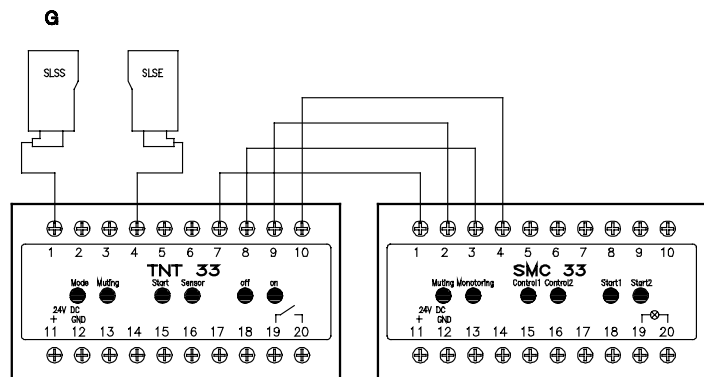 G
SLSS SLSE
1 2 3 4 5 6 7 8 9 10
TNT 33
Mode Muting Start Sensor off on
24V DC
+ GND
11 12 13 14 15 16 17 18 19 20
1 2 3 4 5 6 7 8 9 10
SMC 33
Muting Monotoring Control1 Control2 Start1 Start2
24V DC
+ GND
11 12 13 14 15 16 17 18 19 20